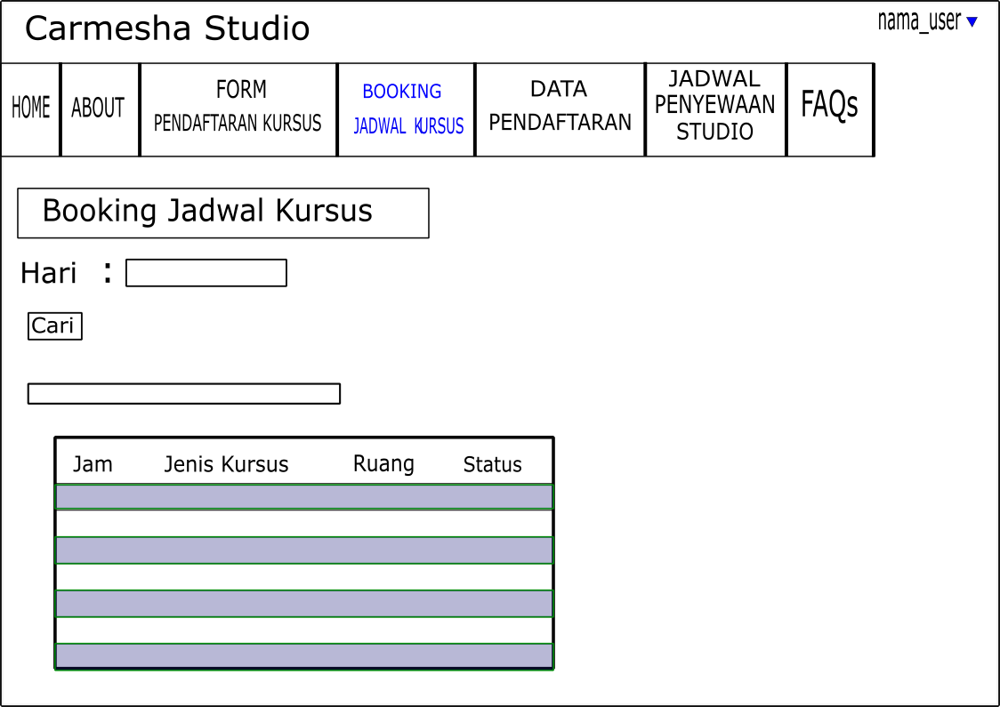 Carmesha Studio
nama_user
HOME
ABOUT
FORM
PENDAFTARAN KURSUS
BOOKING
JADWAL KURSUS
DATA
PENDAFTARAN
JADWAL
PENYEWAAN
STUDIO
FAQs
Booking Jadwal Kursus
Hari :
Cari
Jam Jenis Kursus Ruang Status